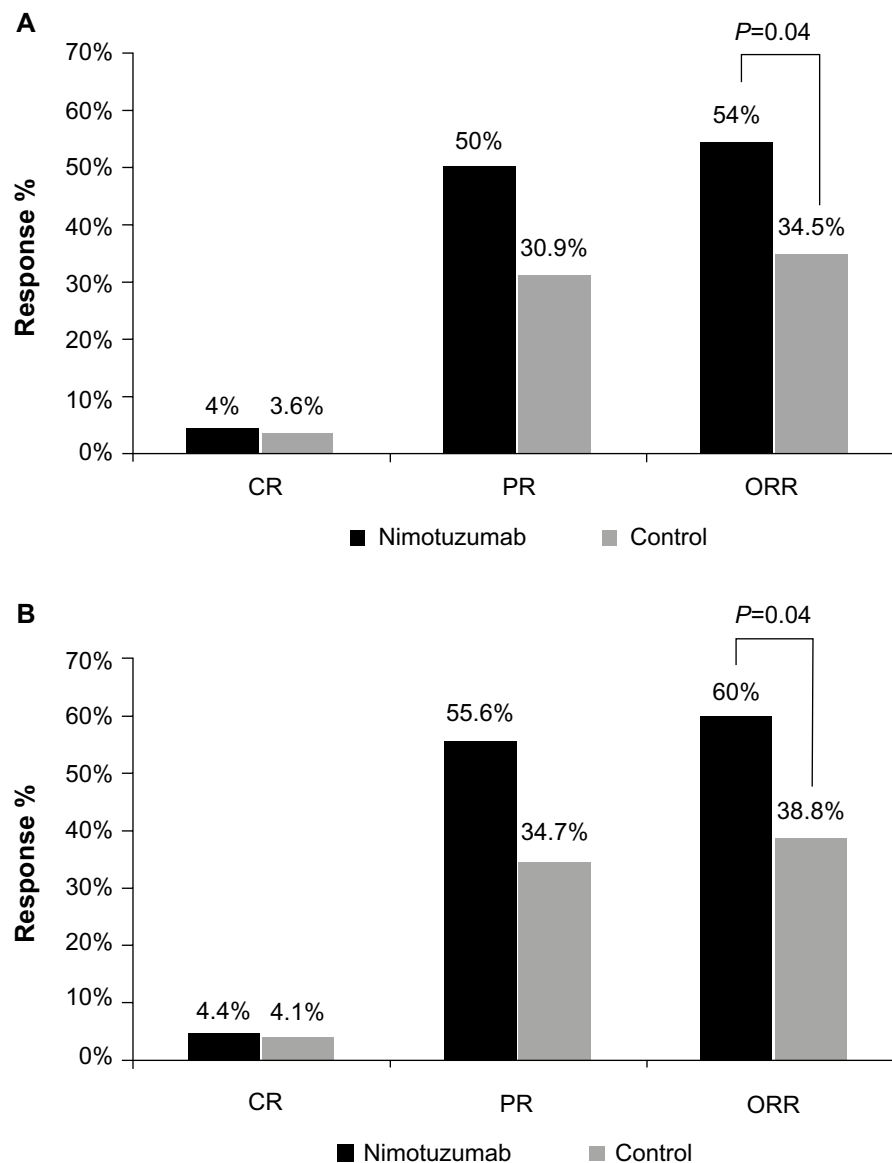 A
P=0.04
70%
60%
50%
40%
30%
20%
10%
0%
Response %
4%
3.6%
50%
30.9%
54%
34.5%
CR
PR
ORR
Nimotuzumab
Control
B
P=0.04
70%
60%
50%
40%
30%
20%
10%
0%
Response %
4.4%
4.1%
55.6%
34.7%
60%
38.8%
CR
PR
ORR
Nimotuzumab
Control